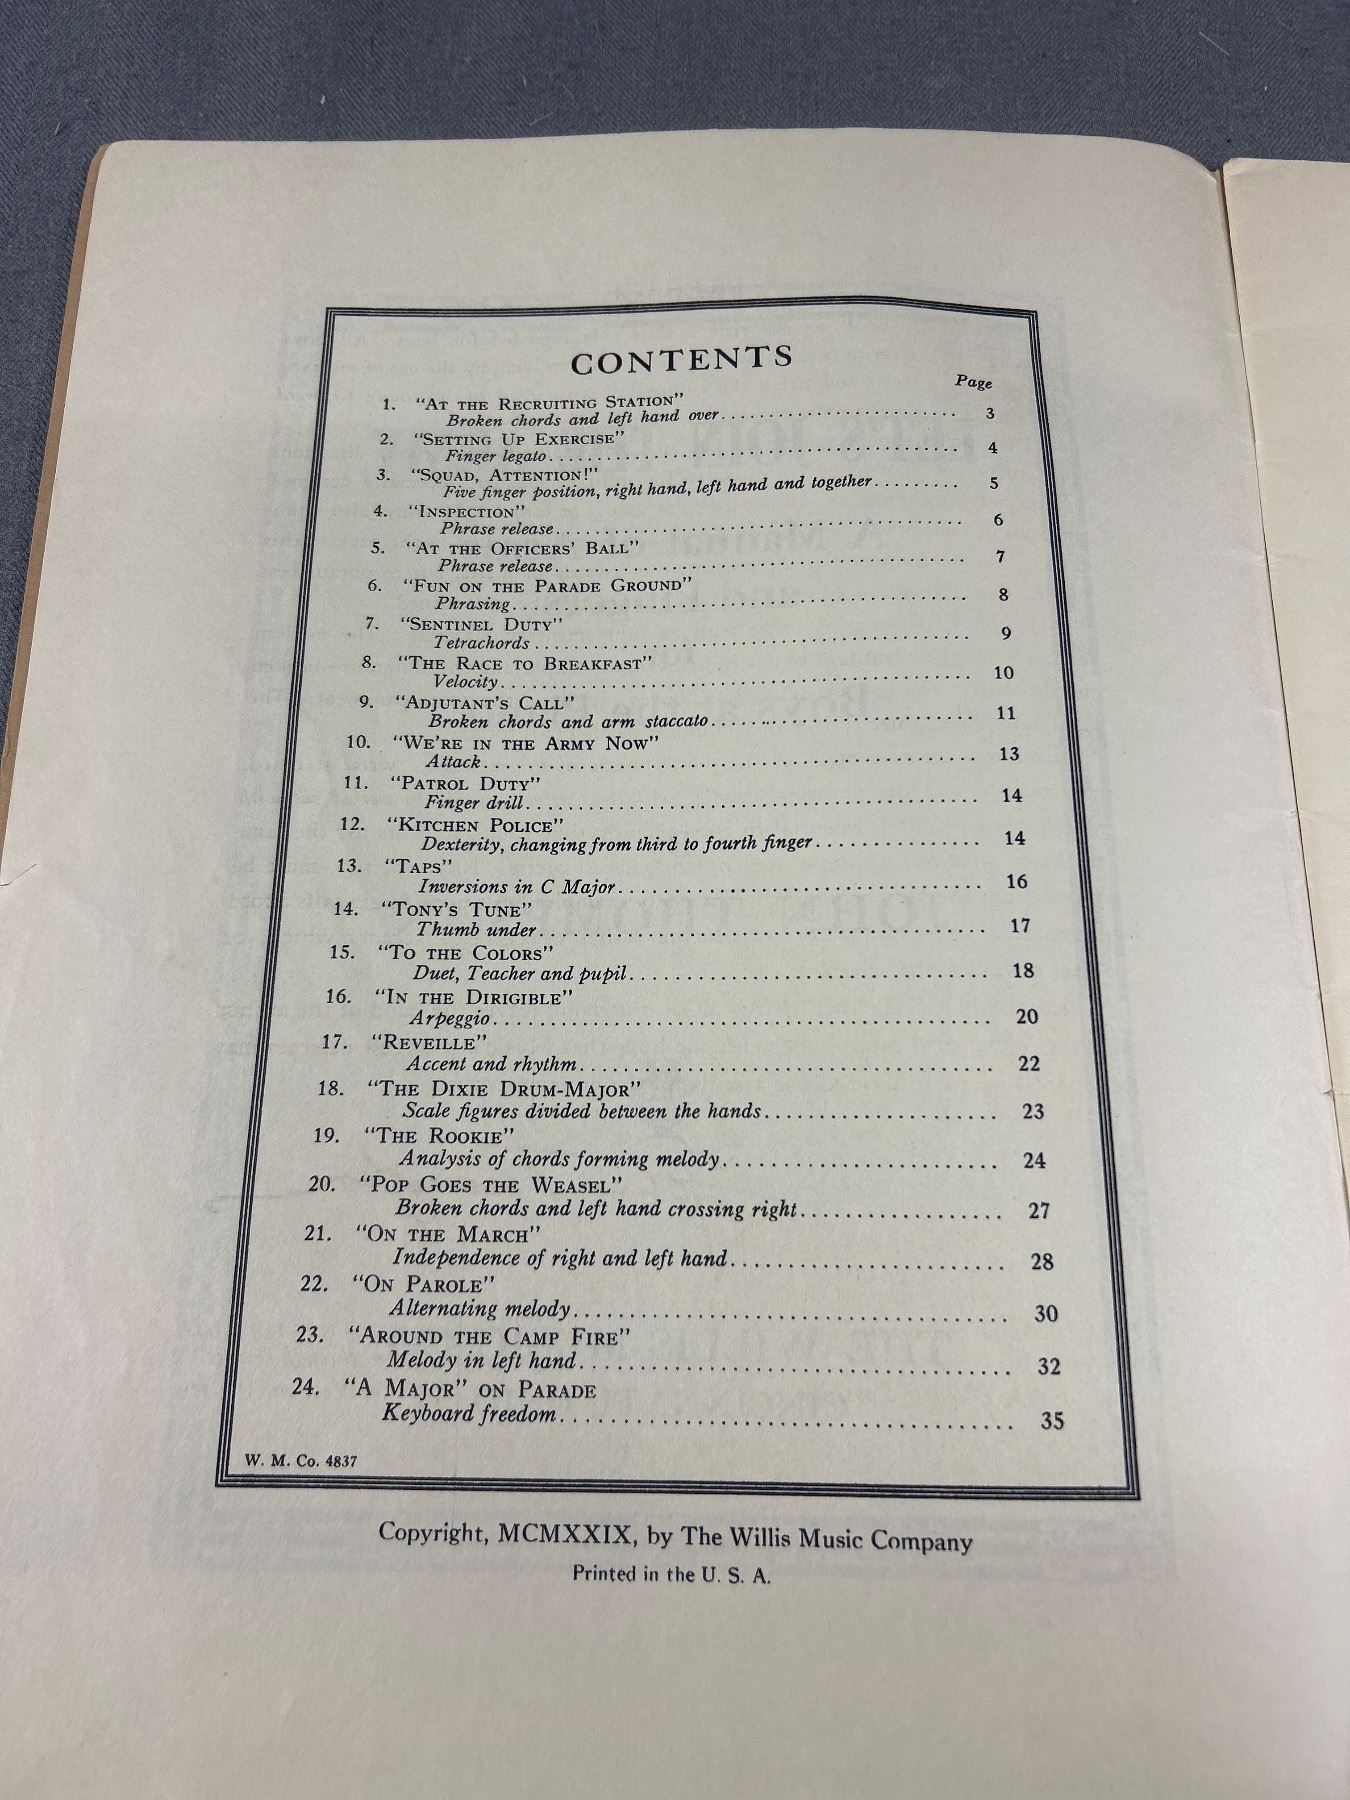 CONTENTS
Page
1. "At the Recruiting Station"
Broken chords and left hand over........................ 3
2. "Setting Up Exercise"
Finger legato........................................ 4
3. "Squad, Attention!"
Five finger position, right hand, left hand and together......... 5
4. "Inspection"
Phrase release........................................ 6
5. "At the Officers' Ball"
Phrase release........................................ 7
6. "Fun on the Parade Ground"
Phrasing............................................. 8
7. "Sentinel Duty"
Tetrachords.......................................... 9
8. "The Race to Breakfast"
Velocity............................................. 10
9. "Adjutant's Call"
Broken chords and arm staccato......................... 11
10. "We're in the Army Now"
Attack............................................... 13
11. "Patrol Duty"
Finger drill.......................................... 14
12. "Kitchen Police"
Dexterity, changing from third to fourth finger............... 14
13. "Taps"
Inversions in C Major.................................. 16
14. "Tony's Tune"
Thumb under........................................ 17
15. "To the Colors"
Duet, Teacher and pupil................................ 18
16. "In the Dirigible"
Arpeggio............................................ 20
17. "Reveille"
Accent and rhythm.................................... 22
18. "The Dixie Drum-Major"
Scale figures divided between the hands.................... 23
19. "The Rookie"
Analysis of chords forming melody........................ 24
20. "Pop Goes the Weasel"
Broken chords and left hand crossing right.................. 27
21. "On the March"
Independence of right and left hand........................ 28
22. "On Parole"
Alternating melody.................................... 30
23. "Around the Camp Fire"
Melody in left hand.................................... 32
24. "A Major" on Parade
Keyboard freedom..................................... 35
W. M. Co. 4837
Copyright, MCMXXIX, by The Willis Music Company
Printed in the U. S. A.